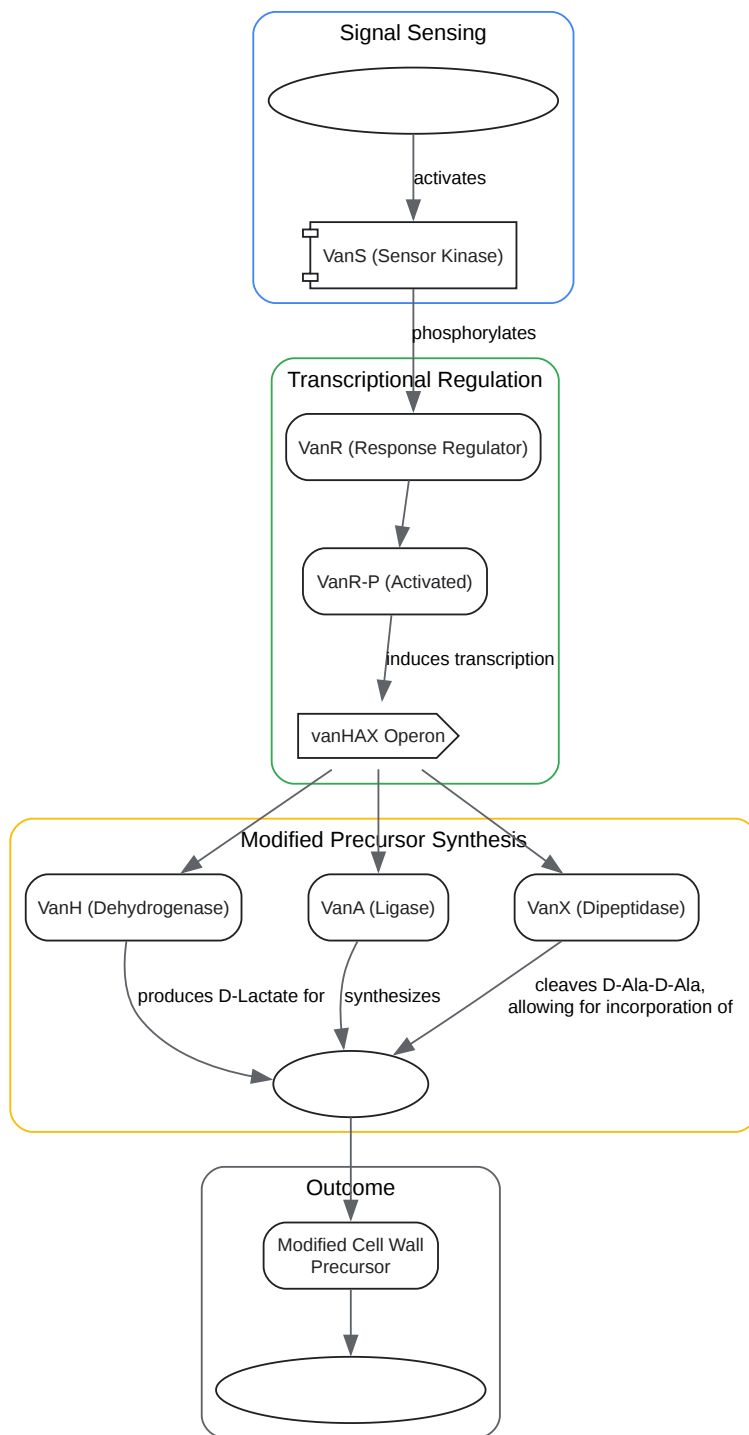 Signal Sensing
activates
VanS (Sensor Kinase)
phosphorylates
Transcriptional Regulation
VanR (Response Regulator)
VanR-P (Activated)
induces transcription
vanHAX Operon
Modified Precursor Synthesis
VanH (Dehydrogenase)
VanA (Ligase)
VanX (Dipeptidase)
produces D-Lactate for
synthesizes
cleaves D-Ala-D-Ala,
allowing for incorporation of
Outcome
Modified Cell Wall
Precursor